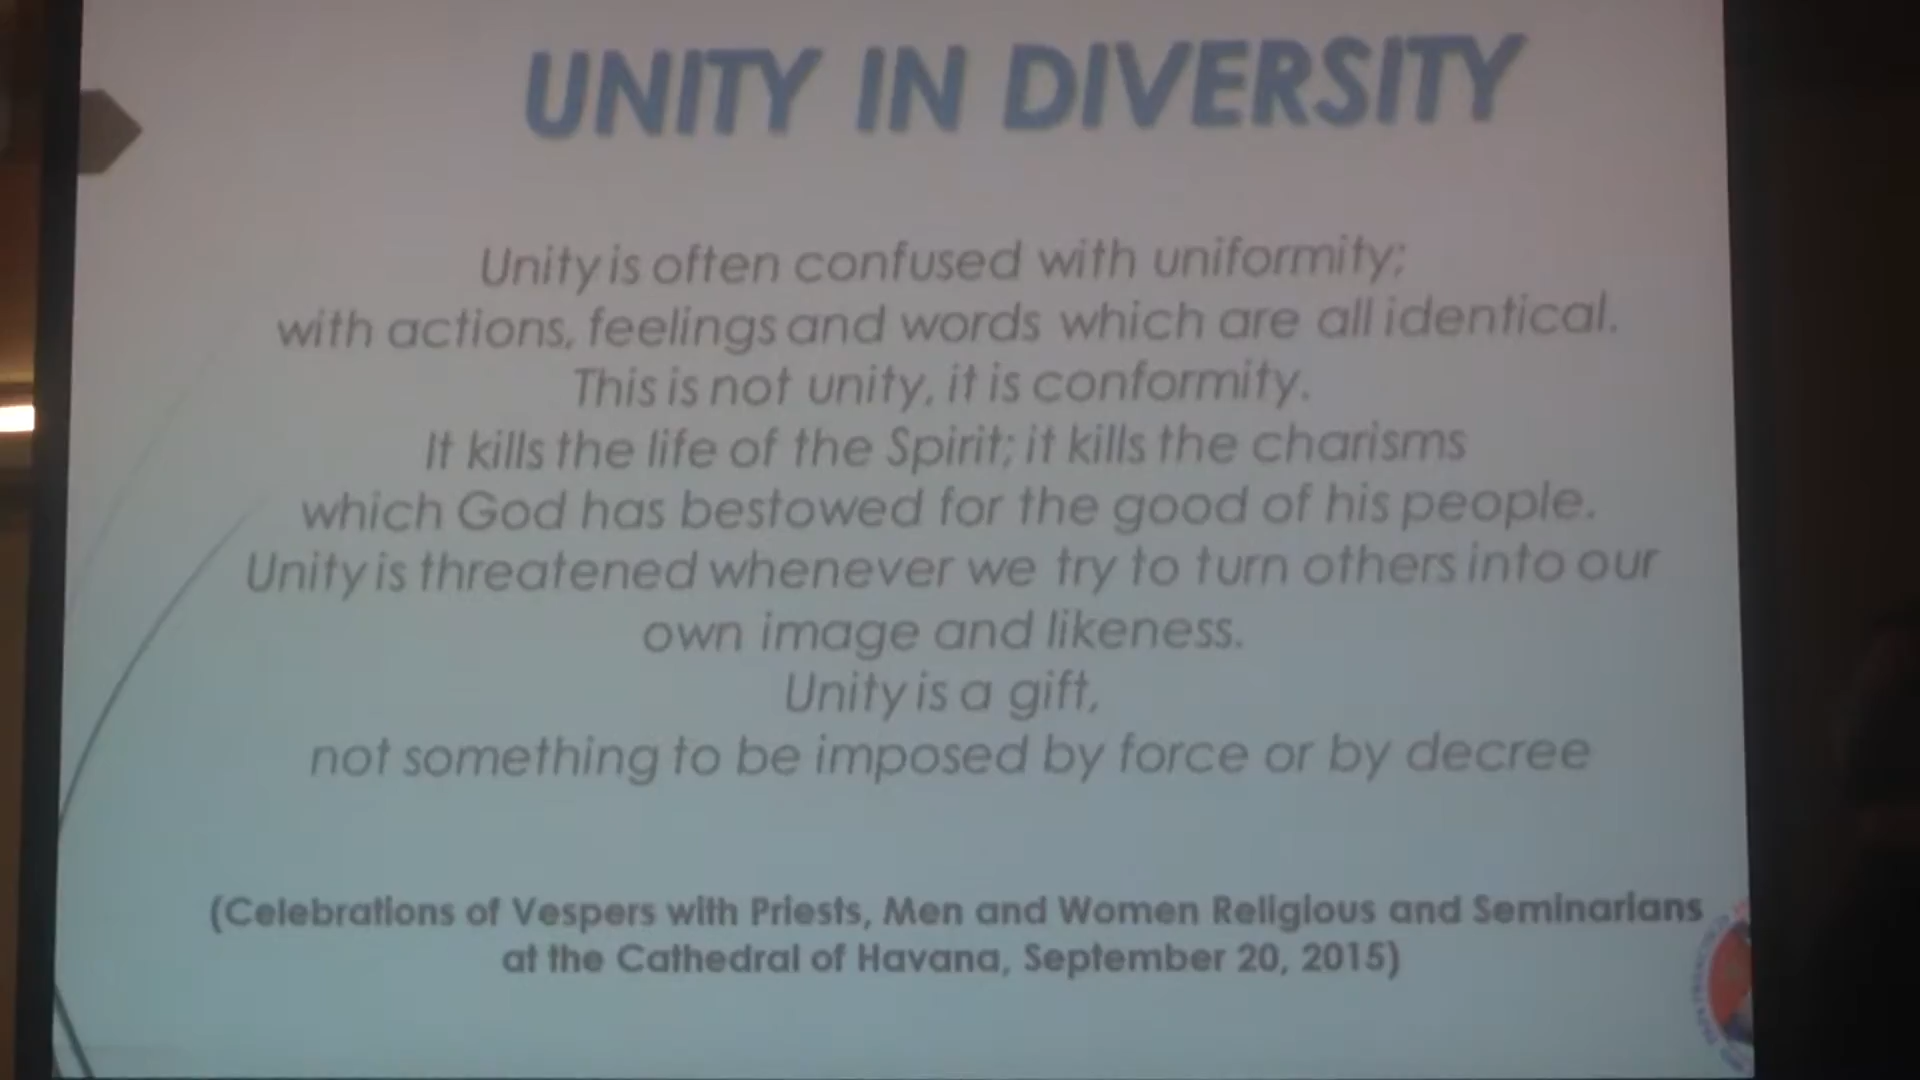 UNITY IN DIVERSITY
Unity is often confused with uniformity;
with actions, feelings and words which are all identical.
This is not unity, it is conformity.
It kills the life of the Spirit; it kills the charisms
which God has bestowed for the good of his people.
Unity is threatened whenever we try to turn others into our
own image and likeness.
Unity is a gift,
not something to be imposed by force or by decree
(Celebrations of Vespers with Priests, Men and Women Religious and Seminarians
at the Cathedral of Havana, September 20, 2015)